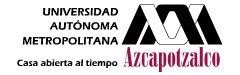 UNIVERSIDAD
AUTÓNOMA
METROPOLITANA
Casa abierta al tiempo
Azcapotzalco